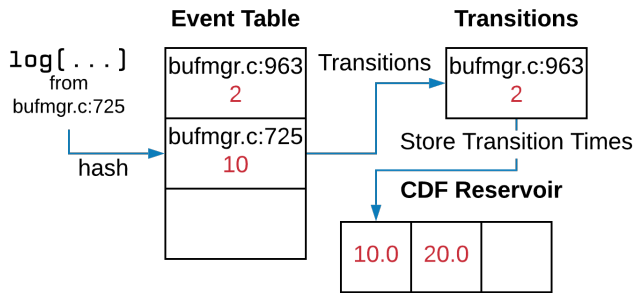 Event Table
Transitions
log[...]
from
bufmgr.c:725
hash
bufmgr.c:963
2
bufmgr.c:725
10
Transitions
bufmgr.c:963
2
Store Transition Times
CDF Reservoir
10.0
20.0